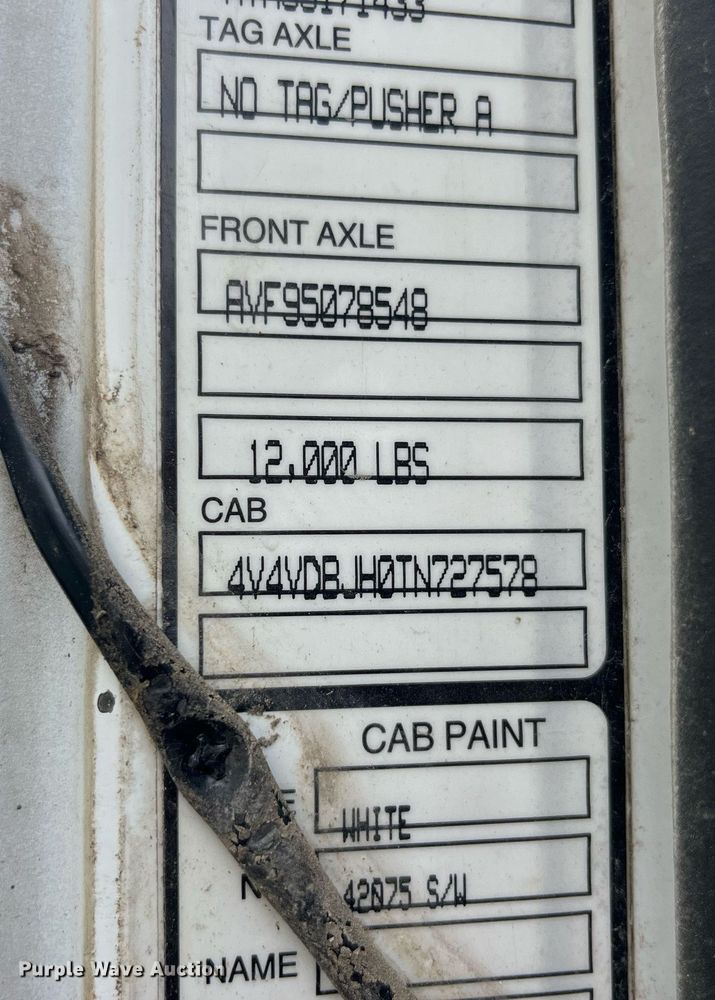 TAG AXLE
NO TAG/PUSHER A
FRONT AXLE
AVF95078548
12,000 LBS
CAB
4V4VDBJH0TN727578
CAB PAINT
WHITE
42075 S/W
NAME
Purple Wave Auction